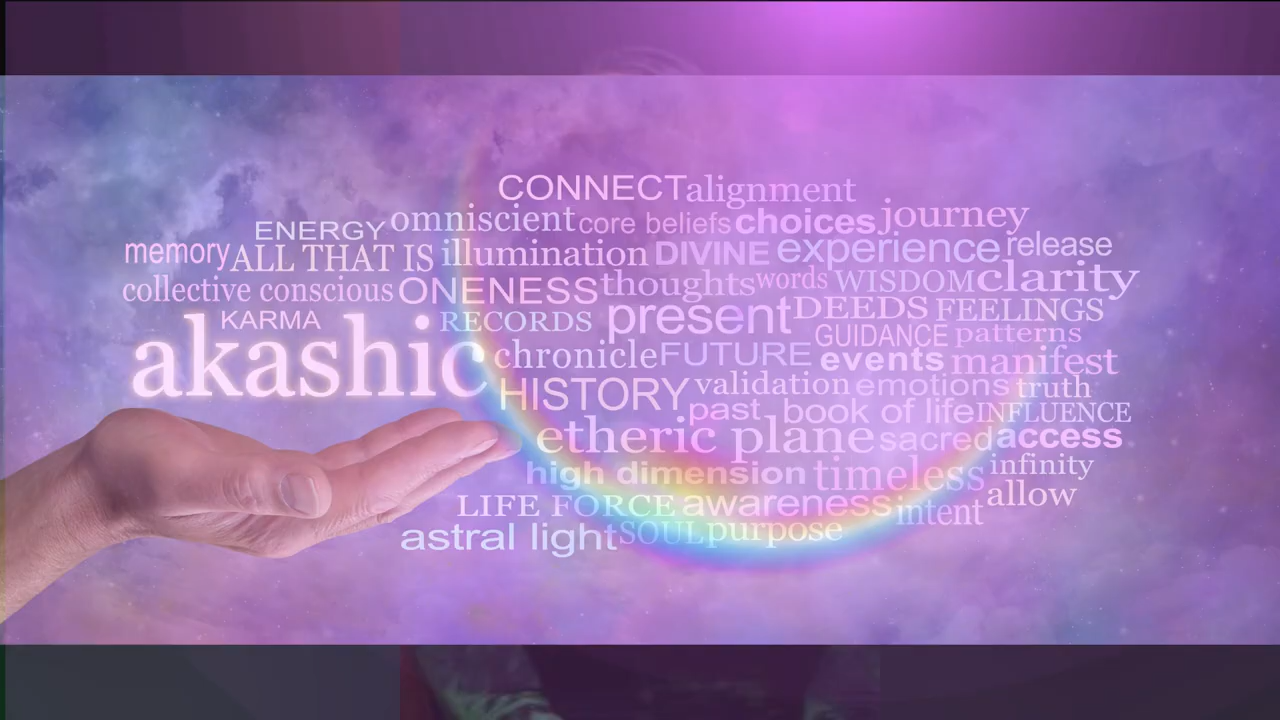 CONNECT alignment
ENERGY omniscient core beliefs choices journey
memory ALL THAT IS illumination DIVINE experience release
collective conscious ONENESS thoughts words WISDOM clarity
KARMA RECORDS present DEEDS FEELINGS
GUIDANCE patterns
akashic chronicle FUTURE events manifest
HISTORY validation emotions truth
past book of life INFLUENCE
etheric plane sacred access
high dimension timeless infinity
LIFE FORCE awareness intent allow
astral light SOUL purpose